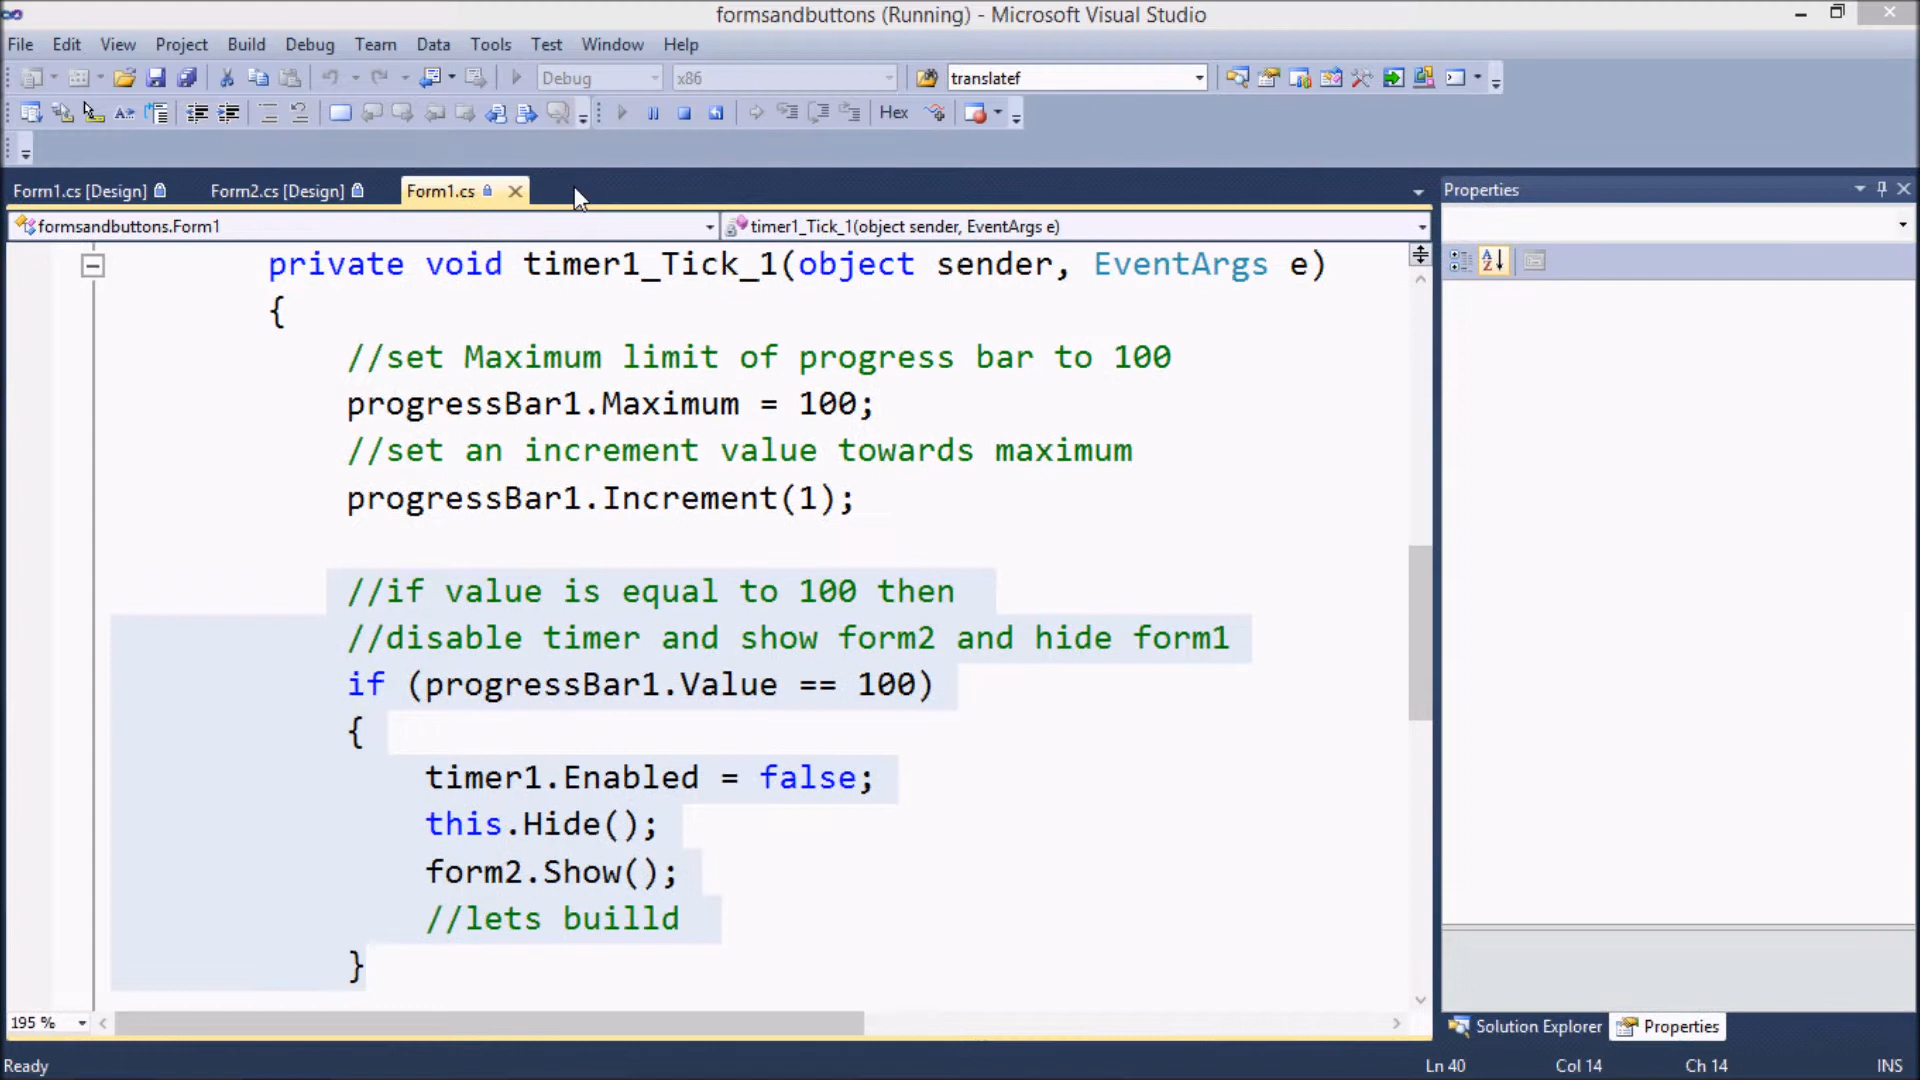 formsandbuttons (Running) - Microsoft Visual Studio
File Edit View Project Build Debug Team Data Tools Test Window Help
Debug x86 translatef
Hex
Form1.cs [Design] Form2.cs [Design] Form1.cs Properties
formsandbuttons.Form1 timer1_Tick_1(object sender, EventArgs e)
private void timer1_Tick_1(object sender, EventArgs e)
{
//set Maximum limit of progress bar to 100
progressBar1.Maximum = 100;
//set an increment value towards maximum
progressBar1.Increment(1);
//if value is equal to 100 then
//disable timer and show form2 and hide form1
if (progressBar1.Value == 100)
{
timer1.Enabled = false;
this.Hide();
form2.Show();
//lets builld
}
195 %
Solution Explorer Properties
Ready Ln 40 Col 14 Ch 14 INS